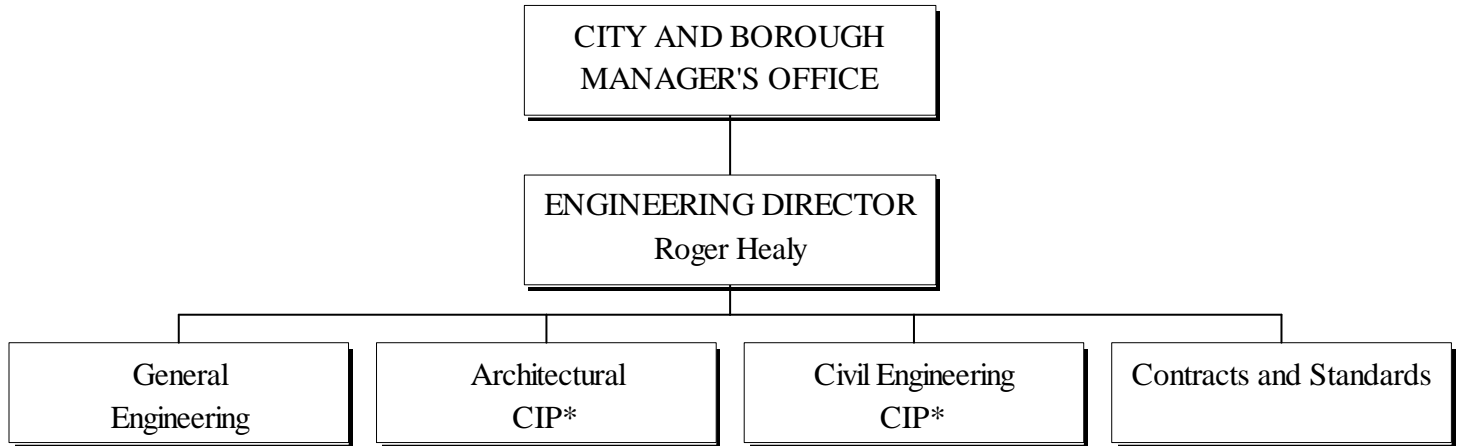 CITY AND BOROUGH
MANAGER'S OFFICE
ENGINEERING DIRECTOR
Roger Healy
General
Engineering
Architectural
CIP*
Civil Engineering
CIP*
Contracts and Standards